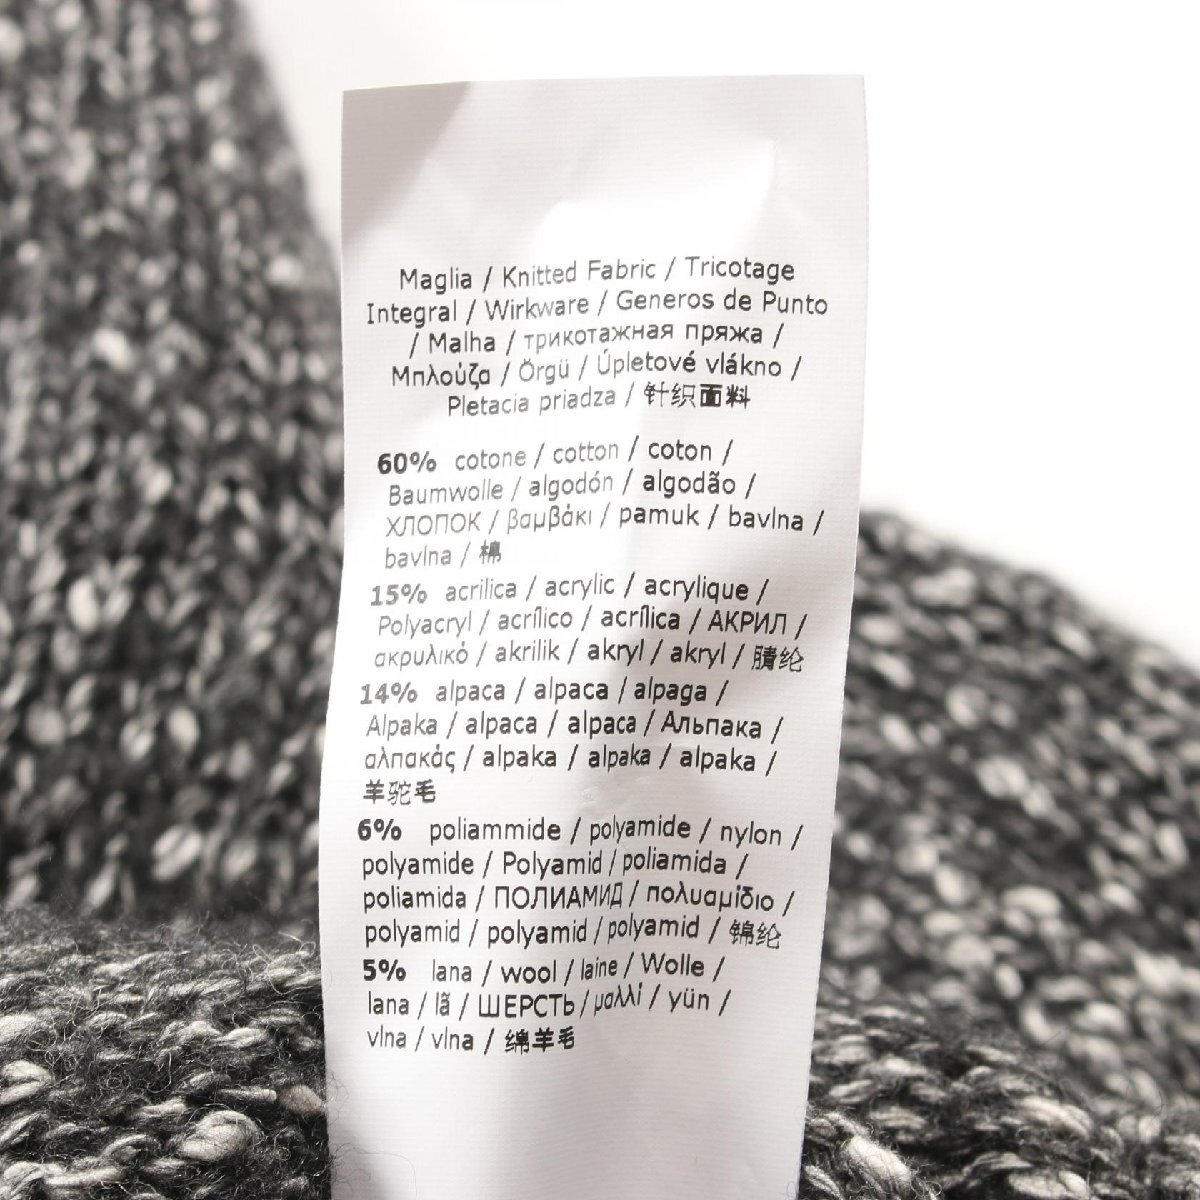 Maglia / Knitted Fabric / Tricotage
Integral / Wirkware / Generos de Punto
/ Malha / трикотажная пряжа /
Μπλούζα / Örgü / Úpletové vlákno /
Pletacia priadza / 针织面料
60% cotone / cotton / coton /
Baumwolle / algodón / algodão /
ХЛОПОК / βαμβάκι / pamuk / bavlna /
bavlna / 棉
15% acrilica / acrylic / acrylique /
Polyacryl / acrílico / acrílica / АКРИЛ /
ακρυλικό / akrilik / akryl / akryl / 腈纶
14% alpaca / alpaca / alpaga /
Alpaka / alpaca / alpaca / Альпака /
αλπακάς / alpaka / alpaka / alpaka /
羊驼毛
6% poliammide / polyamide / nylon /
polyamide / Polyamid / poliamida /
poliamida / ПОЛИАМИД / πολυαμίδιο /
polyamid / polyamid / polyamid / 锦纶
5% lana / wool / laine / Wolle /
lana / lã / ШЕРСТЬ / μαλλί / yün /
vlna / vlna / 绵羊毛